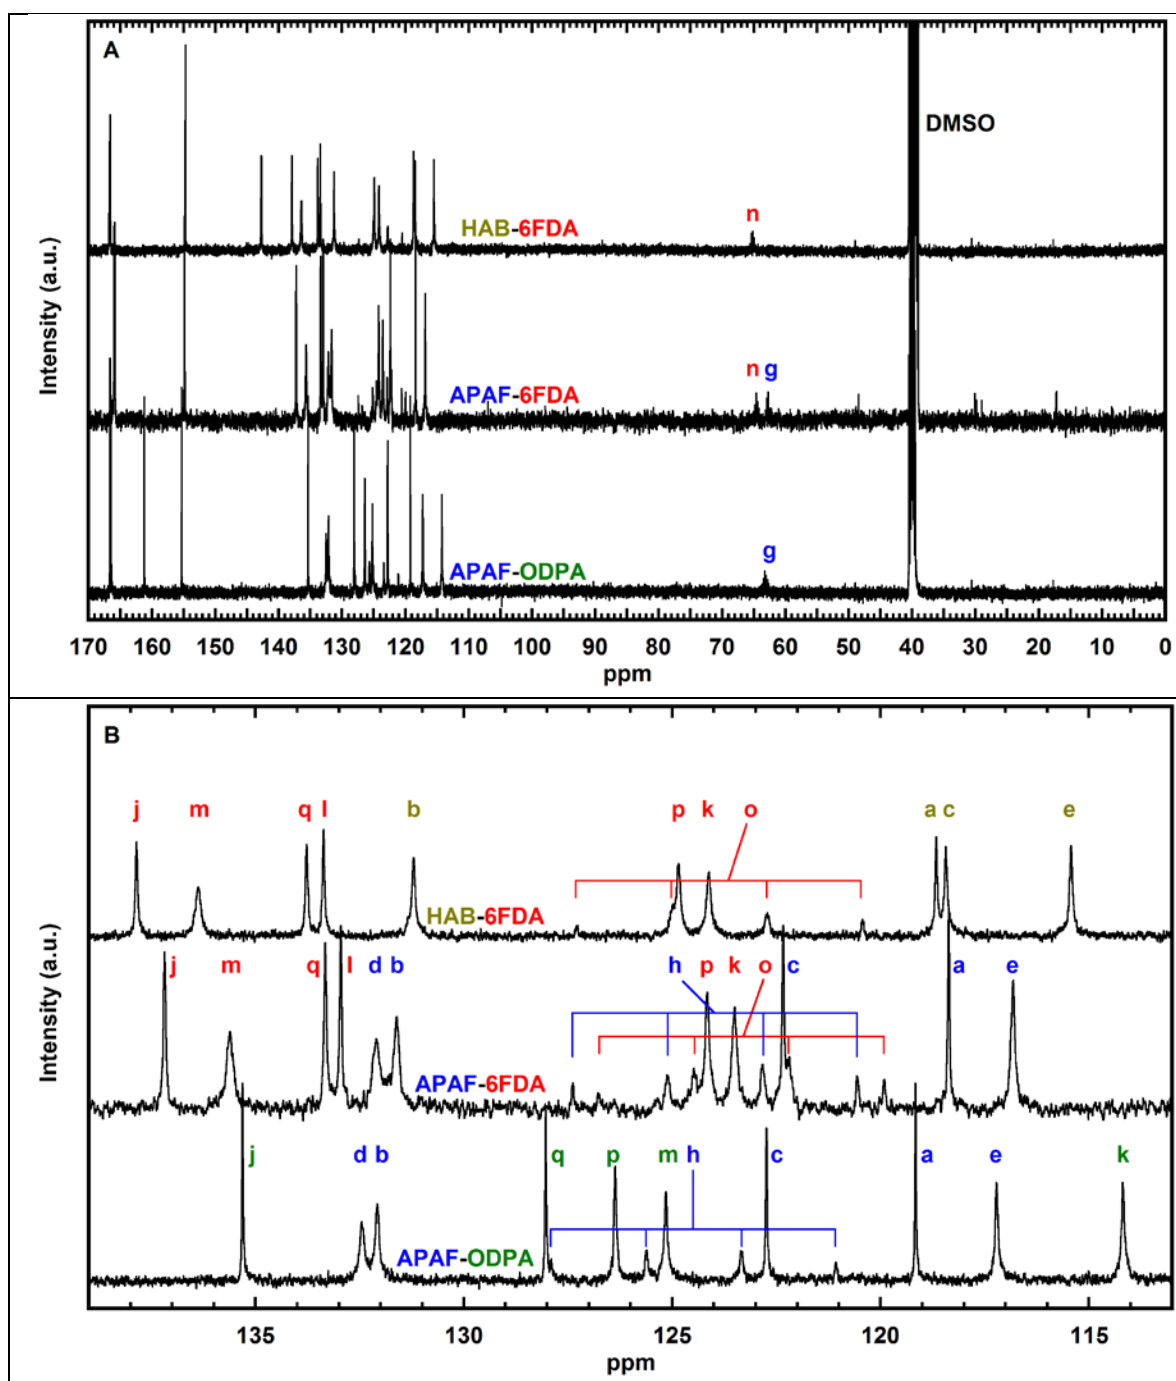 A
DMSO
HAB-6FDA
n
APAF-6FDA
n g
APAF-ODPA
g
Intensity (a.u.)
170 160 150 140 130 120 110 100 90 80 70 60 50 40 30 20 10 0
ppm
B
j m q l b p k o a c e
HAB-6FDA
j m q l d b h p k o c a e
APAF-6FDA
j d b q p m h c a e k
APAF-ODPA
Intensity (a.u.)
135 130 125 120 115
ppm